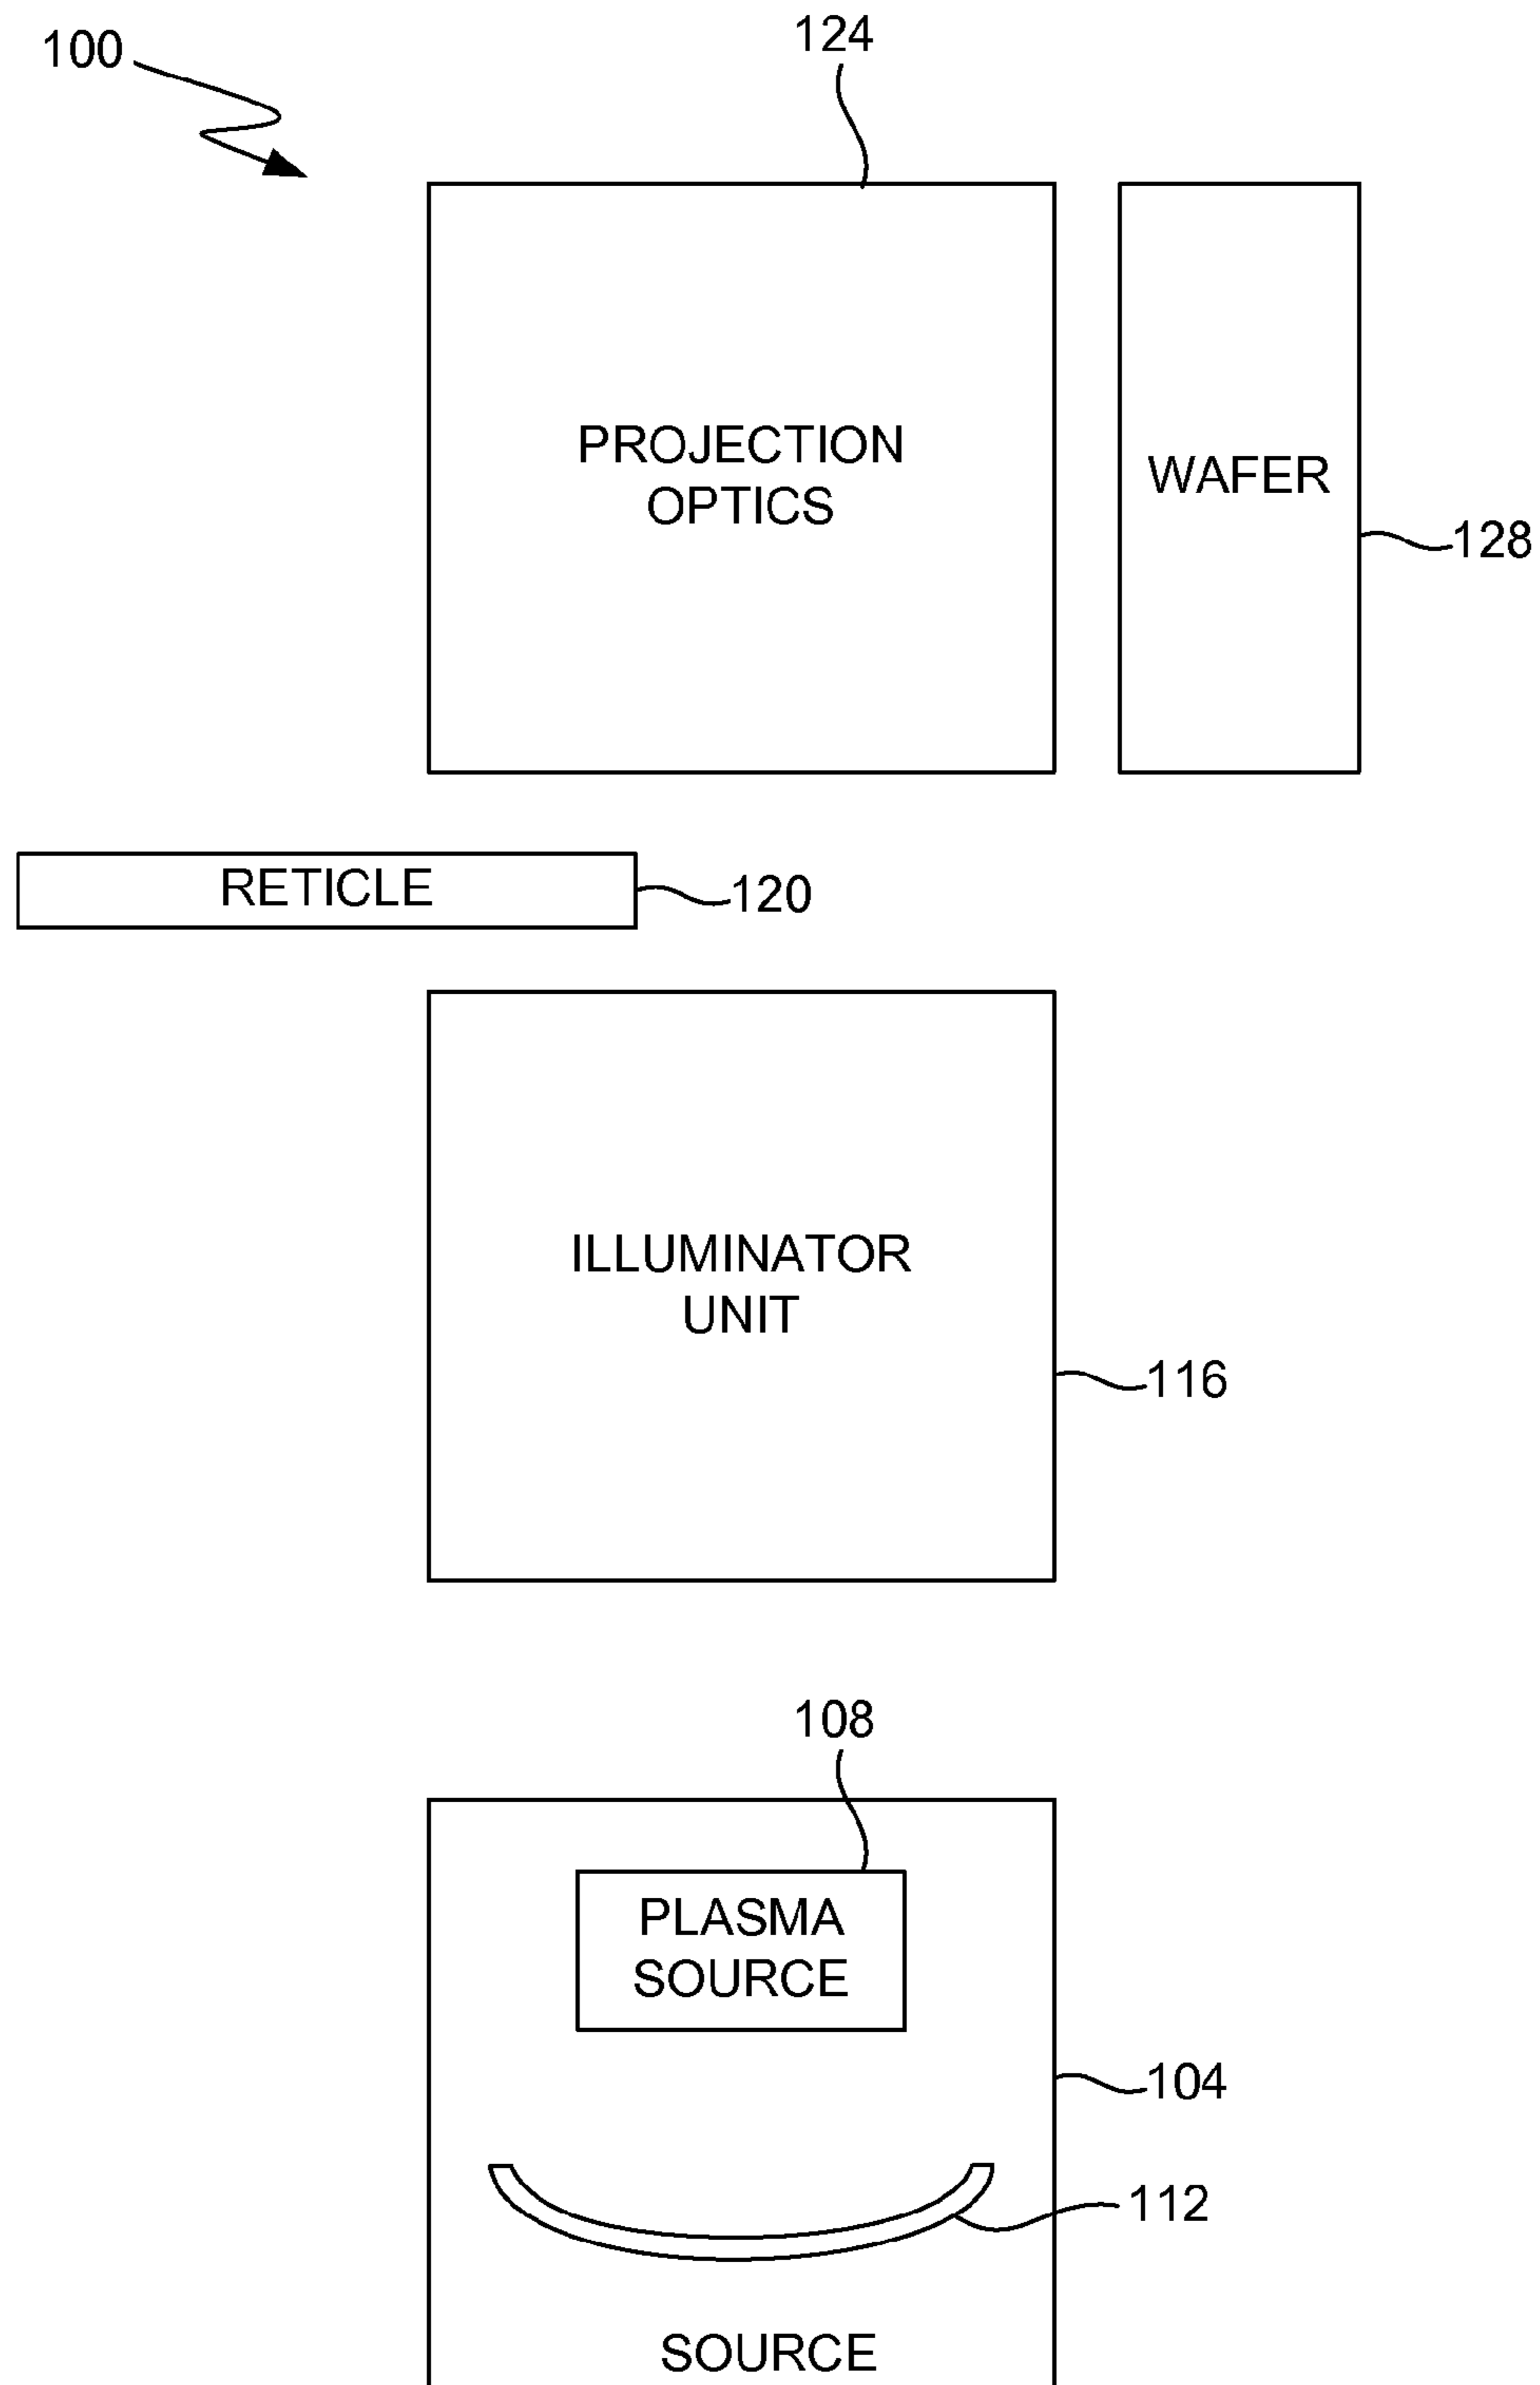 100
124
PROJECTION
OPTICS
WAFER
128
RETICLE
120
ILLUMINATOR
UNIT
116
108
PLASMA
SOURCE
104
112
SOURCE